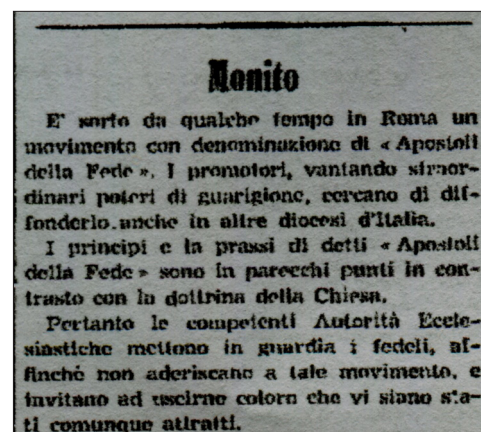 Monito
E' sorto da qualche tempo in Roma un
movimento con denominazione di « Apostoli
della Fede ». I promotori, vantando straor-
dinari poteri di guarigione, cercano di dif-
fonderlo anche in altre diocesi d'Italia.
I principi e la prassi di detti « Apostoli
della Fede » sono in parecchi punti in con-
trasto con la dottrina della Chiesa.
Pertanto le competenti Autorità Eccle-
siastiche mettono in guardia i fedeli, af-
finché non aderiscano a tale movimento, e
invitano ad uscirne coloro che vi siano sta-
ti comunque attratti.